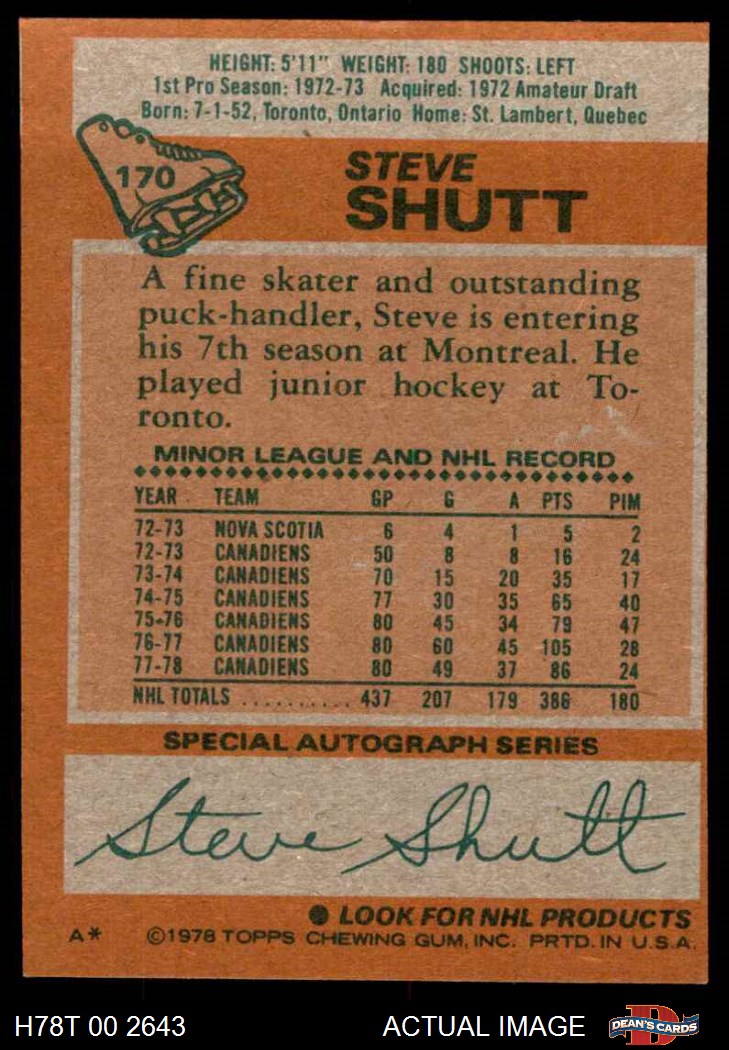 HEIGHT: 5'11" WEIGHT: 180 SHOOTS: LEFT
1st Pro Season: 1972-73 Acquired: 1972 Amateur Draft
Born: 7-1-52, Toronto, Ontario Home: St. Lambert, Quebec
170
STEVE
SHUTT
A fine skater and outstanding
puck-handler, Steve is entering
his 7th season at Montreal. He
played junior hockey at To-
ronto.
MINOR LEAGUE AND NHL RECORD
YEAR TEAM GP G A PTS PIM
72-73 NOVA SCOTIA 6 4 1 5 2
72-73 CANADIENS 50 8 8 16 24
73-74 CANADIENS 70 15 20 35 17
74-75 CANADIENS 77 30 35 65 40
75-76 CANADIENS 80 45 34 79 47
76-77 CANADIENS 80 60 45 105 28
77-78 CANADIENS 80 49 37 86 24
NHL TOTALS .......... 437 207 179 386 180
SPECIAL AUTOGRAPH SERIES
Steve Shutt
● LOOK FOR NHL PRODUCTS
A* ©1978 TOPPS CHEWING GUM, INC. PRTD. IN U.S.A.
H78T 00 2643 ACTUAL IMAGE DEAN'S CARDS